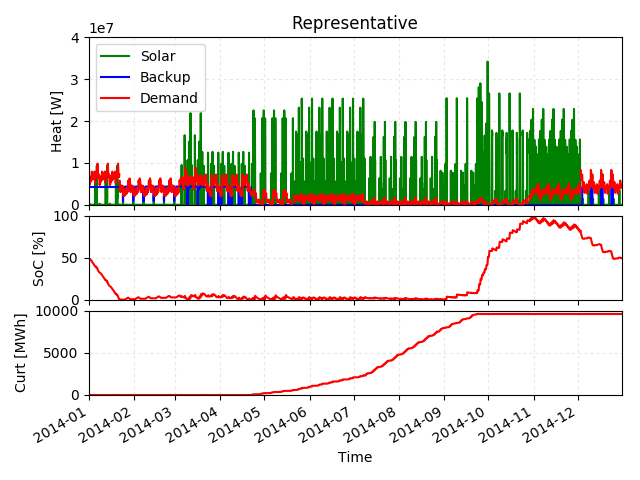 Representative
1e7
4
3
2
1
0
Heat [W]
Solar
Backup
Demand
100
50
0
SoC [%]
10000
5000
0
Curt [MWh]
2014-01
2014-02
2014-03
2014-04
2014-05
2014-06
2014-07
2014-08
2014-09
2014-10
2014-11
2014-12
Time